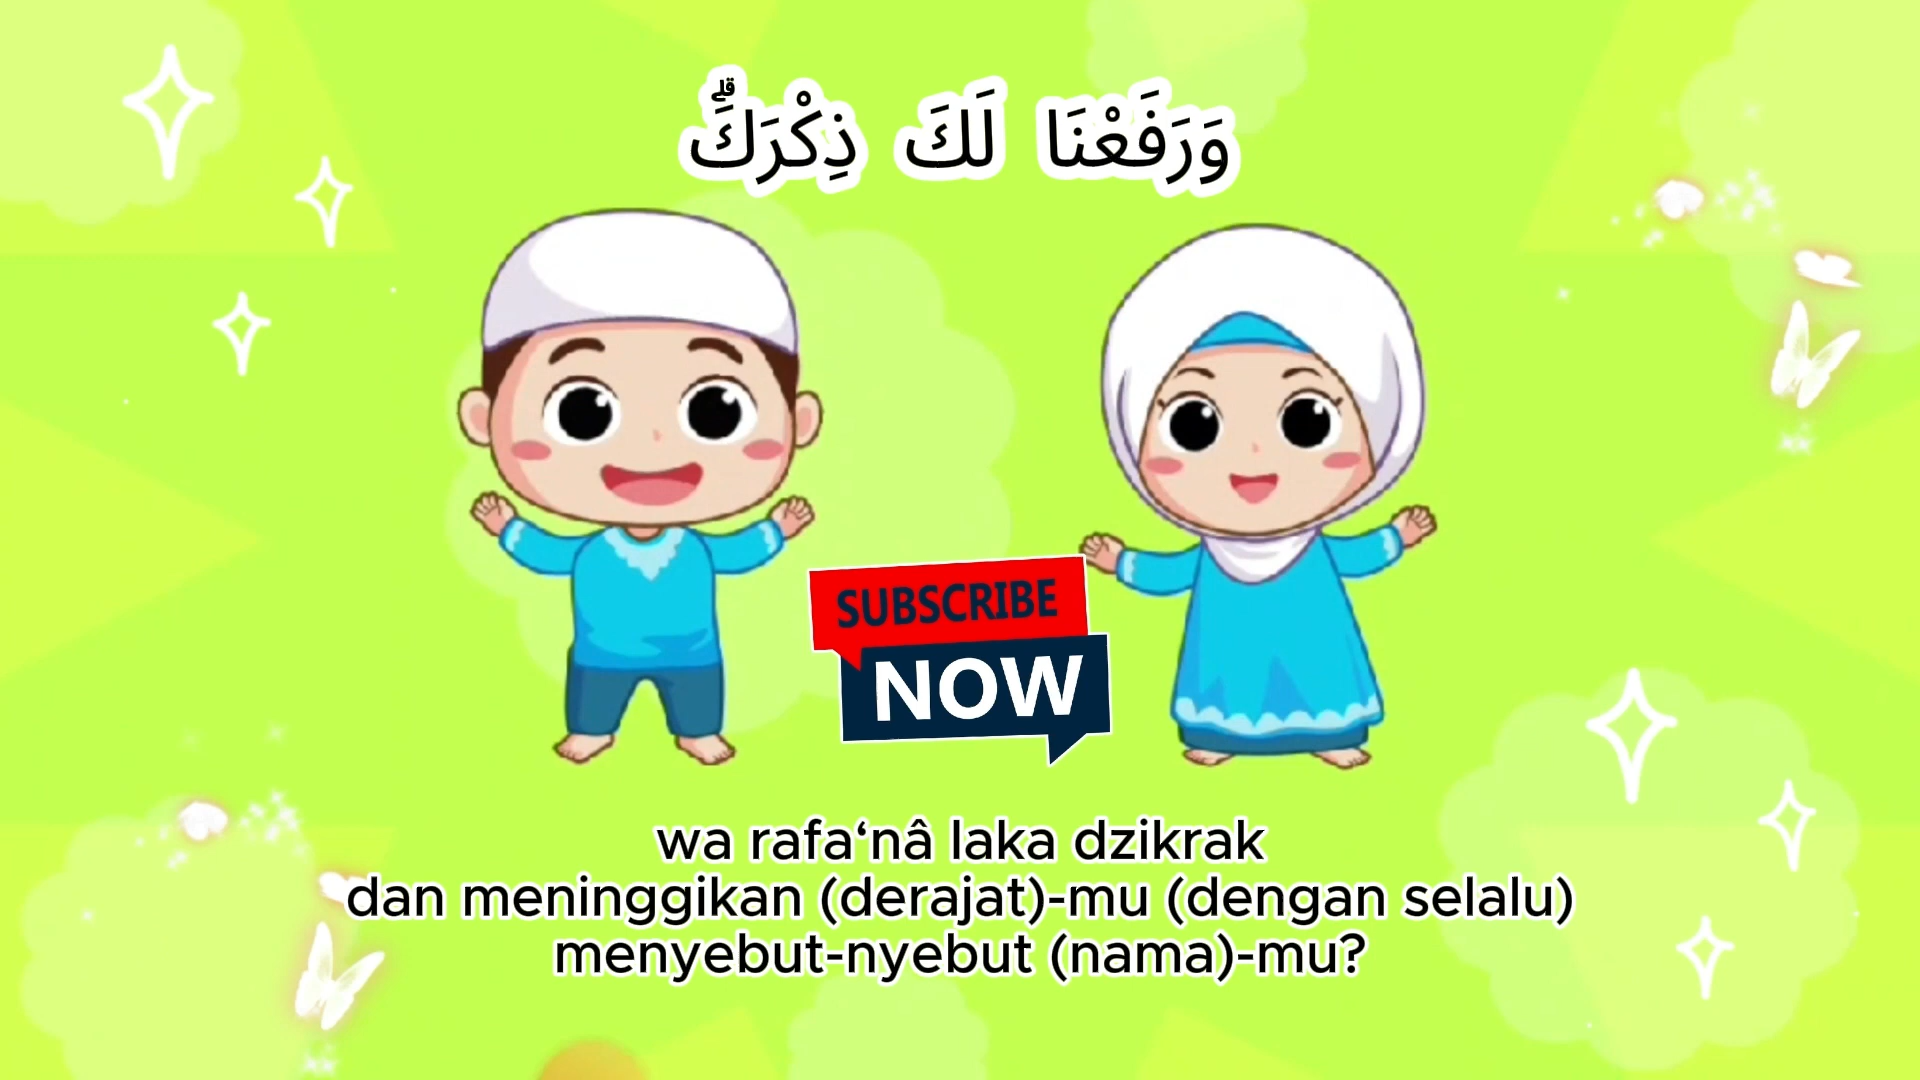 وَرَفَعْنَا لَكَ ذِكْرَكَۗ
SUBSCRIBE
NOW
wa rafa‘nâ laka dzikrak
dan meninggikan (derajat)-mu (dengan selalu)
menyebut-nyebut (nama)-mu?